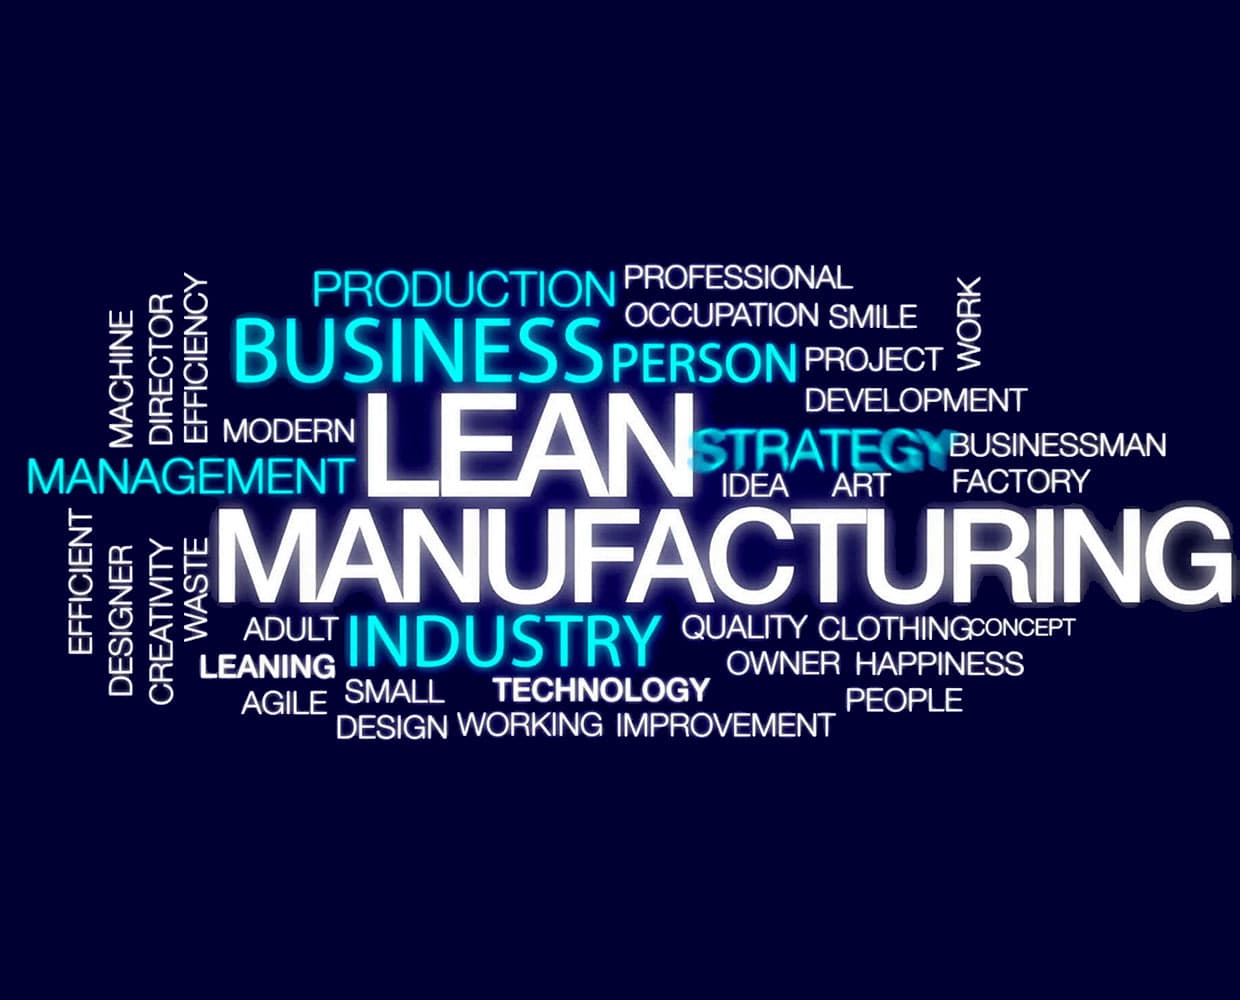 PRODUCTION PROFESSIONAL
OCCUPATION SMILE
WORK
MACHINE
DIRECTOR
EFFICIENCY
BUSINESS PERSON PROJECT
DEVELOPMENT
MODERN LEAN STRATEGY BUSINESSMAN
MANAGEMENT IDEA ART FACTORY
MANUFACTURING
EFFICIENT
DESIGNER
CREATIVITY
WASTE
ADULT INDUSTRY QUALITY CLOTHING CONCEPT
LEANING OWNER HAPPINESS
AGILE SMALL TECHNOLOGY PEOPLE
DESIGN WORKING IMPROVEMENT